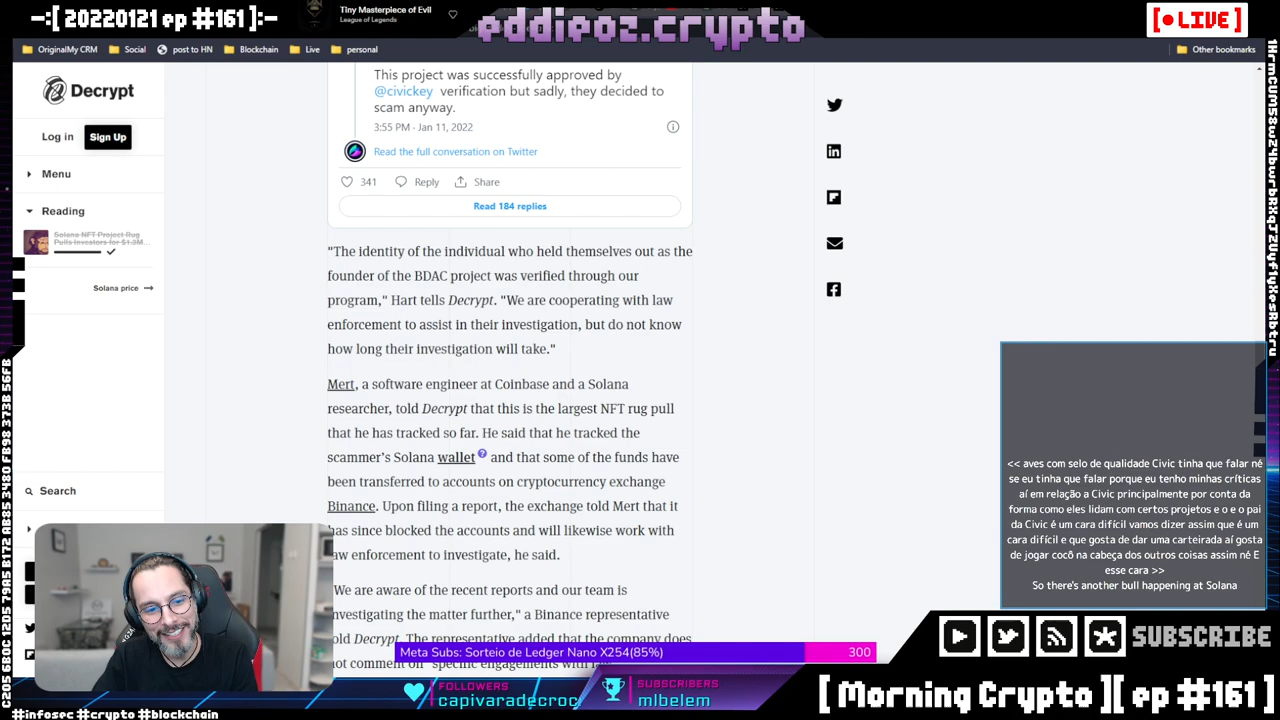 -:[ 20220121 ep #161 ]:-
Tiny Masterpiece of Evil
League of Legends
eddieoz.crypto
[ LIVE ]
OriginalMy CRM
Social
post to HN
Blockchain
Live
personal
Other bookmarks
Decrypt
Log in
Sign Up
Menu
Reading
Solana NFT Project Rug
Pulls Investors for $1.3M...
Solana price
Search
This project was successfully approved by
@civickey verification but sadly, they decided to
scam anyway.
3:55 PM · Jan 11, 2022
Read the full conversation on Twitter
341
Reply
Share
Read 184 replies
"The identity of the individual who held themselves out as the
founder of the BDAC project was verified through our
program," Hart tells Decrypt. "We are cooperating with law
enforcement to assist in their investigation, but do not know
how long their investigation will take."
Mert, a software engineer at Coinbase and a Solana
researcher, told Decrypt that this is the largest NFT rug pull
that he has tracked so far. He said that he tracked the
scammer's Solana wallet and that some of the funds have
been transferred to accounts on cryptocurrency exchange
Binance. Upon filing a report, the exchange told Mert that it
has since blocked the accounts and will likewise work with
law enforcement to investigate, he said.
"We are aware of the recent reports and our team is
investigating the matter further," a Binance representative
told Decrypt. The representative added that the company does
not comment on "specific engagements with
<< aves com selo de qualidade Civic tinha que falar né
se eu tinha que falar porque eu tenho minhas críticas
aí em relação a Civic principalmente por conta da
forma como eles lidam com certos projetos e o e o pai
da Civic é um cara difícil vamos dizer assim que é um
cara difícil e que gosta de dar uma carteirada aí gosta
de jogar cocô na cabeça dos outros coisas assim né E
esse cara >>
So there's another bull happening at Solana
Meta Subs: Sorteio de Ledger Nano X
254(85%)
300
FOLLOWERS
capivaradecroc
SUBSCRIBERS
mlbelem
SUBSCRIBE
[ Morning Crypto ][ ep #161 ]
#infosec #crypto #blockchain